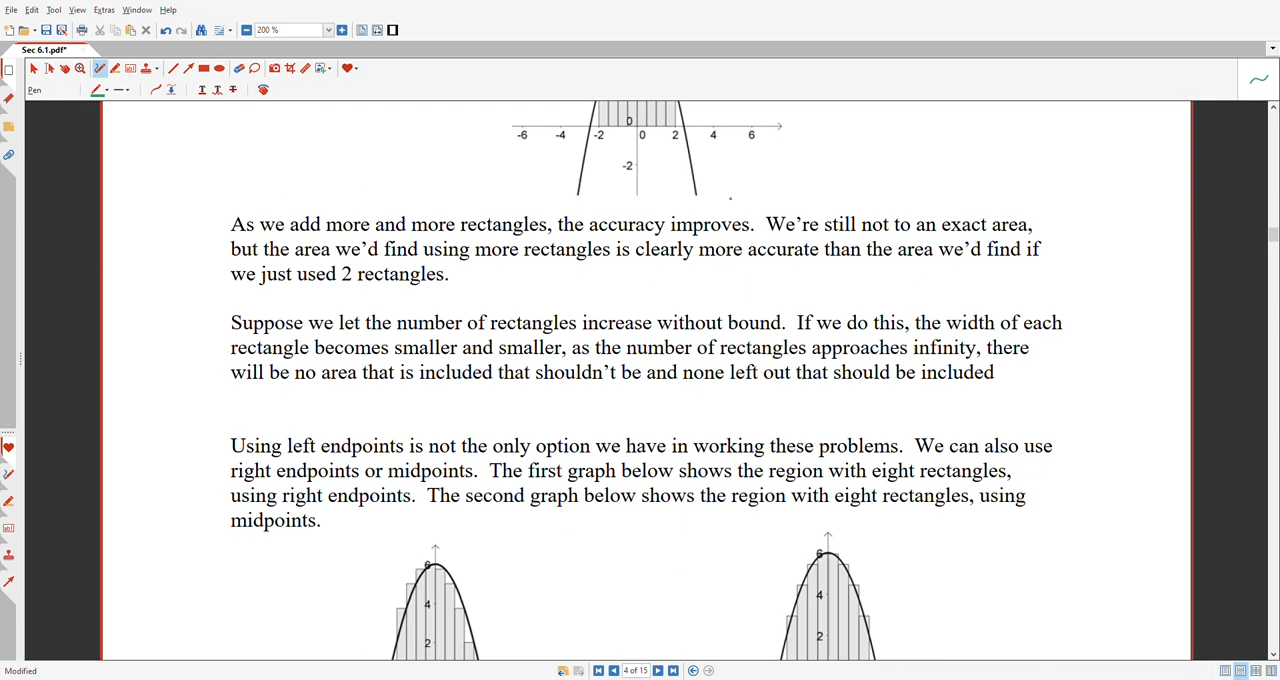 File Edit Tool View Extras Window Help
200 %
Sec 6.1.pdf*
Pen
0
-6 -4 -2 0 2 4 6
-2
As we add more and more rectangles, the accuracy improves.  We're still not to an exact area,
but the area we'd find using more rectangles is clearly more accurate than the area we'd find if
we just used 2 rectangles.
Suppose we let the number of rectangles increase without bound.  If we do this, the width of each
rectangle becomes smaller and smaller, as the number of rectangles approaches infinity, there
will be no area that is included that shouldn't be and none left out that should be included
Using left endpoints is not the only option we have in working these problems.  We can also use
right endpoints or midpoints.  The first graph below shows the region with eight rectangles,
using right endpoints.  The second graph below shows the region with eight rectangles, using
midpoints.
6 6
4 4
2 2
Modified
4 of 15